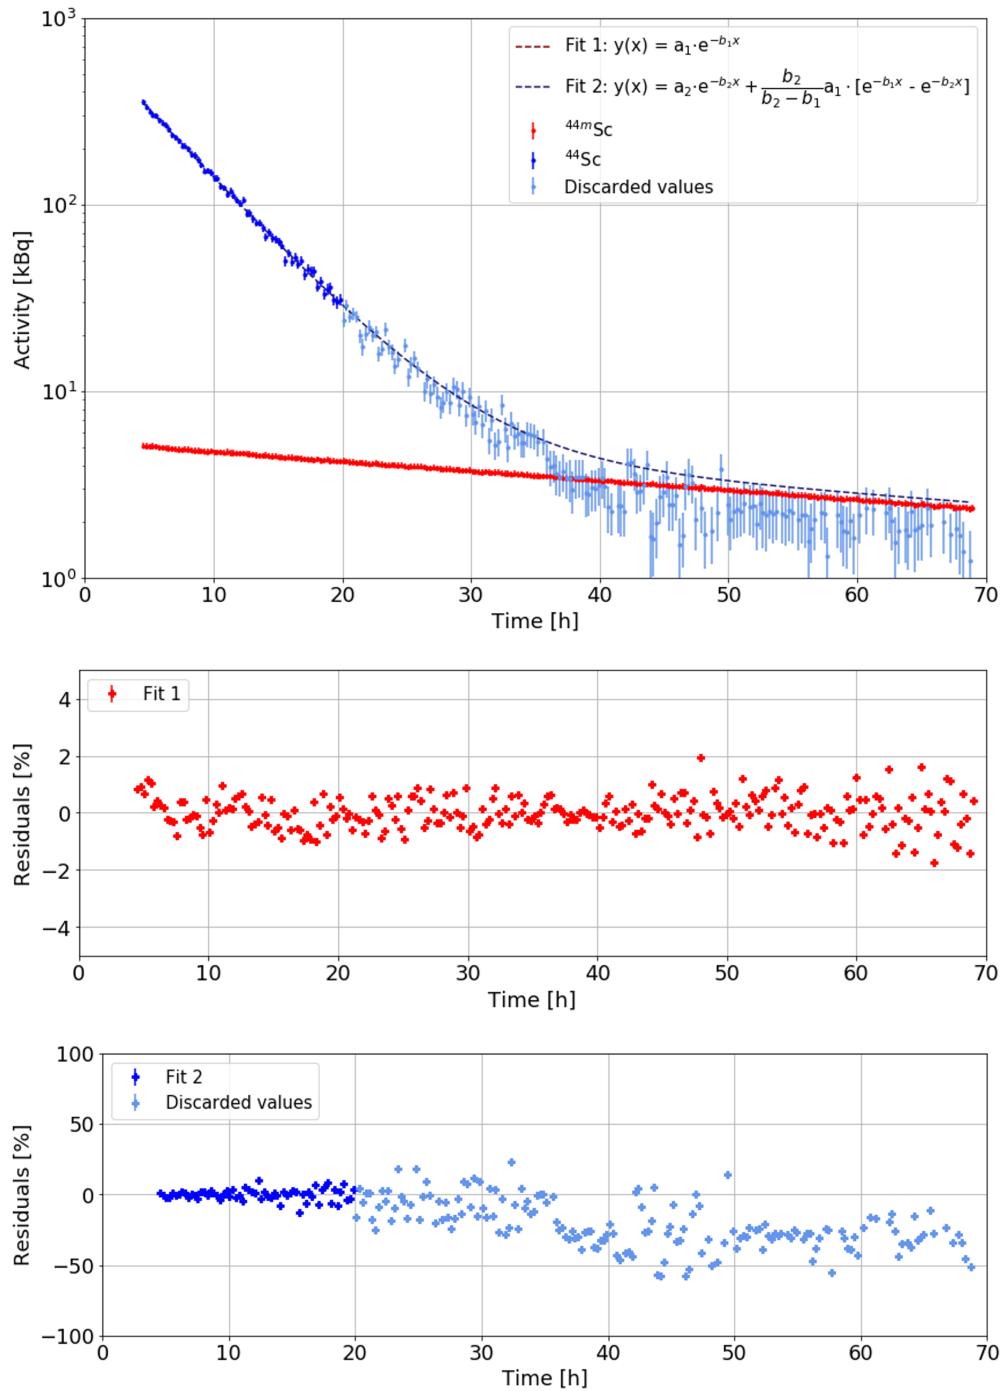 10³
10²
10¹
10⁰
Activity [kBq]
Fit 1: y(x) = a₁·e^{−b₁x}
Fit 2: y(x) = a₂·e^{−b₂x} + b₂/(b₂−b₁) a₁ · [e^{−b₁x} - e^{−b₂x}]
⁴⁴ᵐSc
⁴⁴Sc
Discarded values
0 10 20 30 40 50 60 70
Time [h]
4
2
0
−2
−4
Residuals [%]
Fit 1
0 10 20 30 40 50 60 70
Time [h]
100
50
0
−50
−100
Residuals [%]
Fit 2
Discarded values
0 10 20 30 40 50 60 70
Time [h]